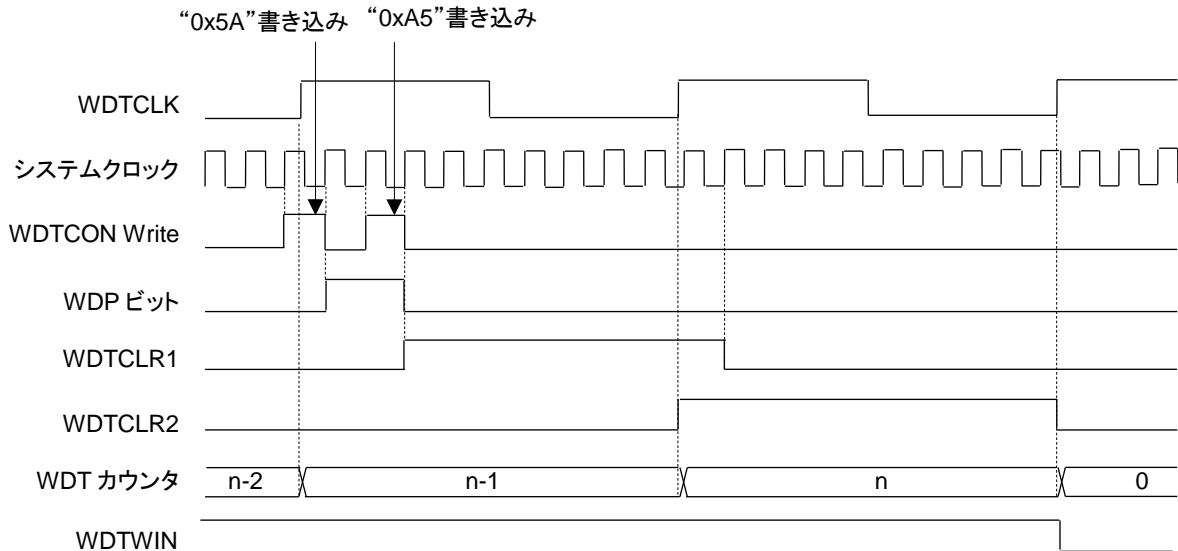 “0x5A”書き込み “0xA5”書き込み
WDTCLK
システムクロック
WDTCON Write
WDP ビット
WDTCLR1
WDTCLR2
WDT カウンタ n-2 n-1 n 0
WDTWIN